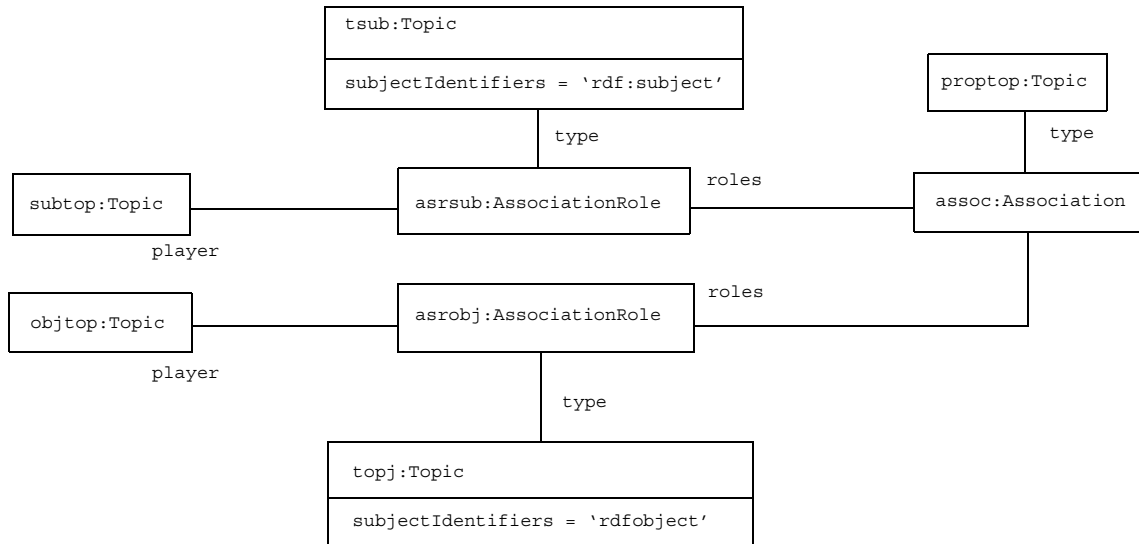 tsub:Topic
subjectIdentifiers = ‘rdf:subject’
proptop:Topic
type
type
roles
subtop:Topic
asrsub:AssociationRole
assoc:Association
player
roles
objtop:Topic
asrobj:AssociationRole
player
type
topj:Topic
subjectIdentifiers = ‘rdfobject’